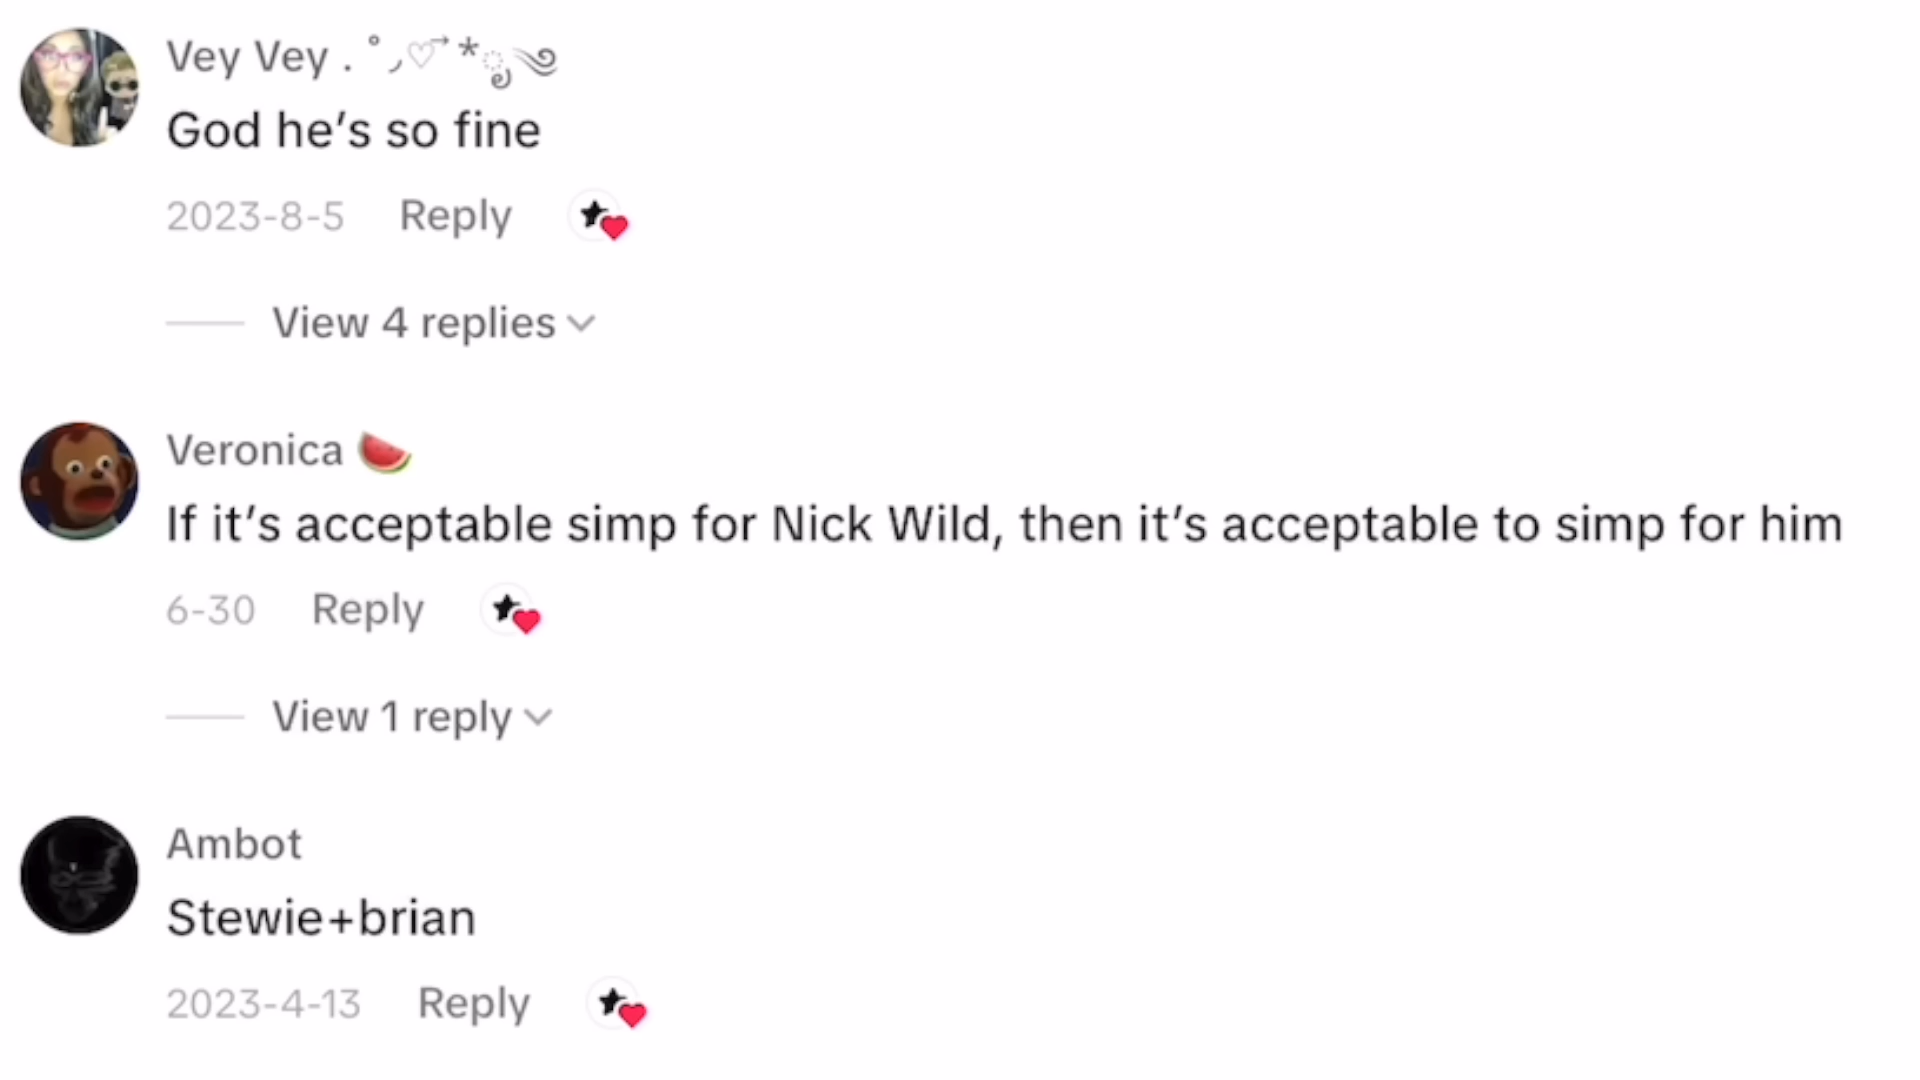 Vey Vey . ˚◞♡⃗ *ೃ༄
God he’s so fine
2023-8-5 Reply
View 4 replies
Veronica 🍉
If it’s acceptable simp for Nick Wild, then it’s acceptable to simp for him
6-30 Reply
View 1 reply
Ambot
Stewie+brian
2023-4-13 Reply